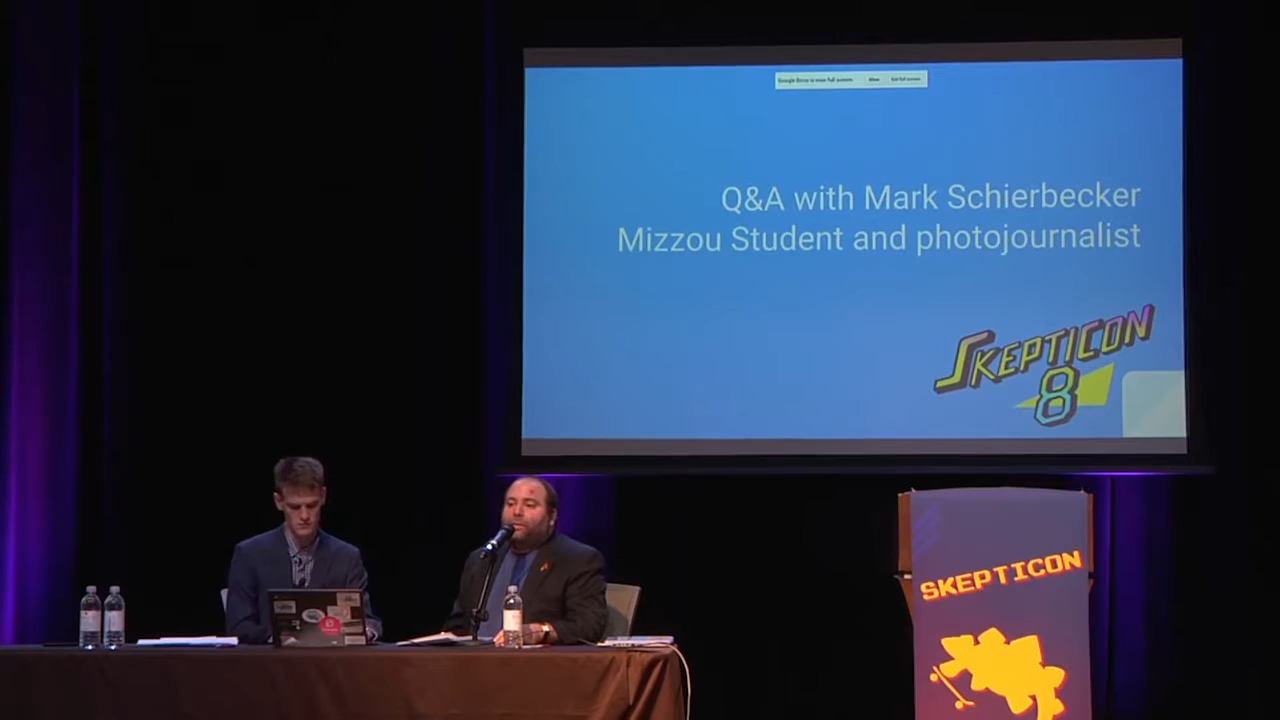 Q&A with Mark Schierbecker
Mizzou Student and photojournalist
SKEPTICON
8
SKEPTICON